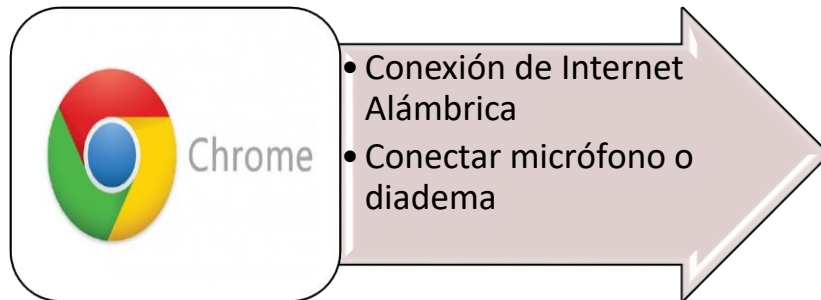 Chrome
• Conexión de Internet
Alámbrica
• Conectar micrófono o
diadema